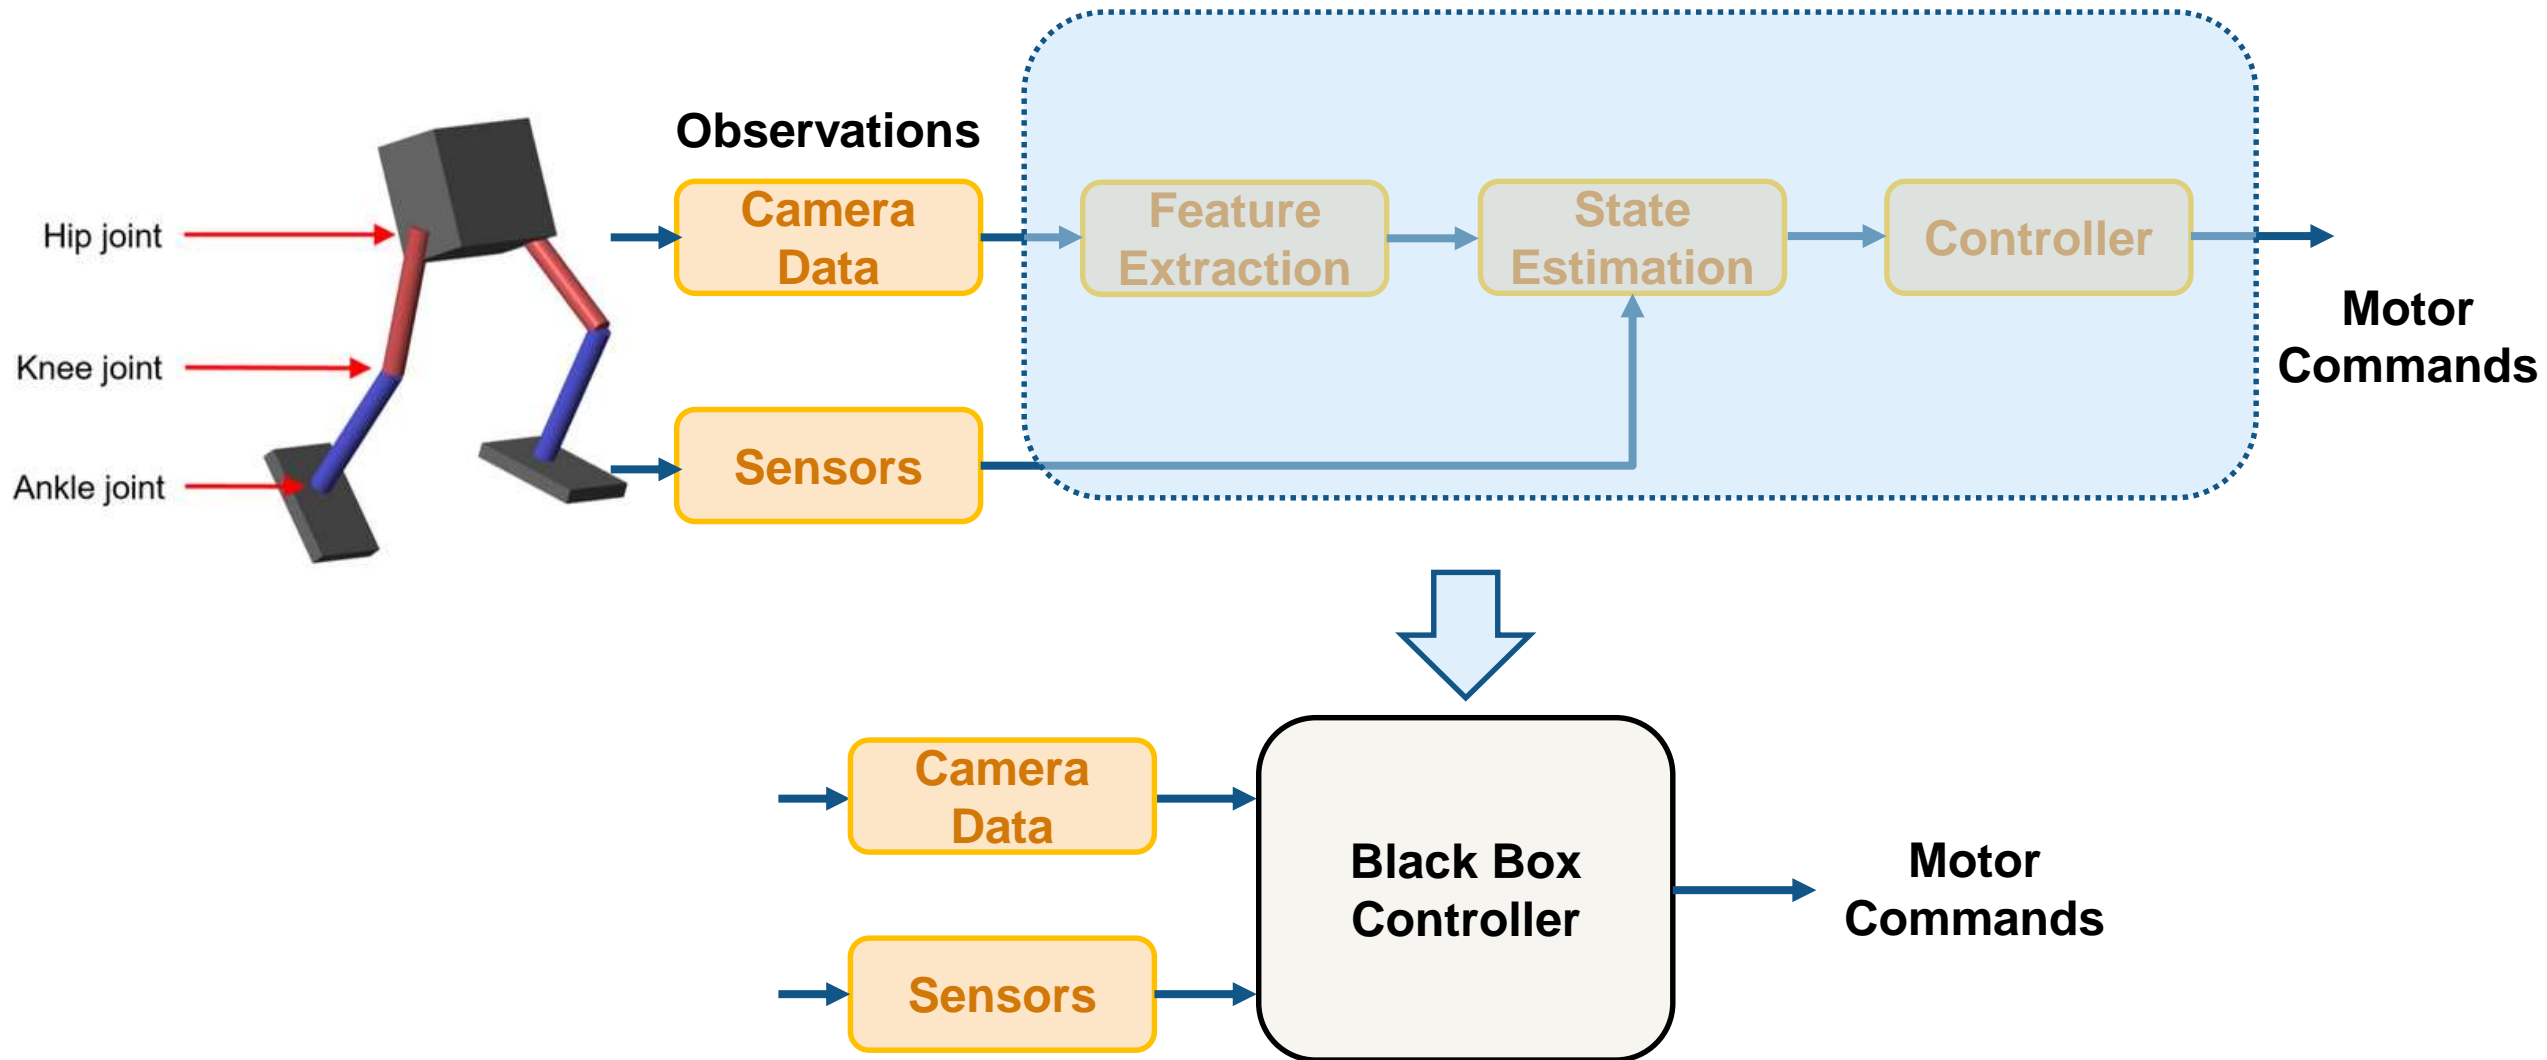 Observations
Camera
Data
Feature
Extraction
State
Estimation
Controller
Hip joint
Motor
Commands
Knee joint
Sensors
Ankle joint
Camera
Data
Black Box
Controller
Motor
Commands
Sensors